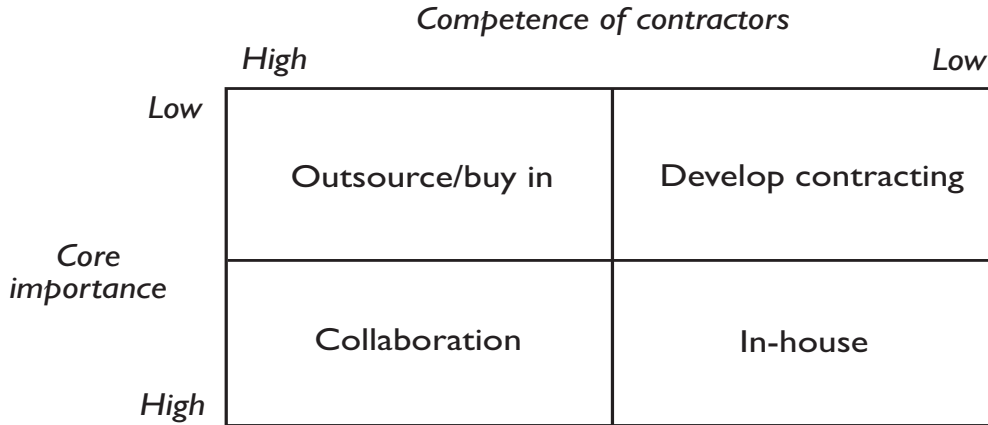 Competence of contractors
High
Low
Low
Outsource/buy in
Develop contracting
Core
importance
Collaboration
In-house
High